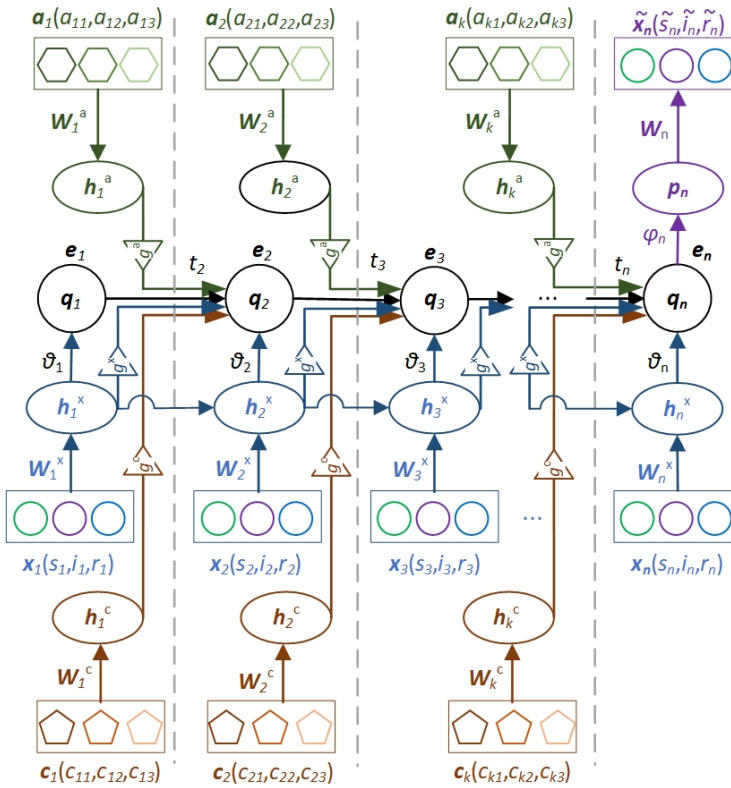 a₁(a₁₁,a₁₂,a₁₃) a₂(a₂₁,a₂₂,a₂₃) aₖ(aₖ₁,aₖ₂,aₖ₃) x̃ₙ(s̃ₙ,ĩₙ,r̃ₙ)
W₁ᵃ W₂ᵃ Wₖᵃ Wₙ
h₁ᵃ h₂ᵃ hₖᵃ pₙ
gᵃ gᵃ gᵃ φₙ
e₁ t₂ e₂ t₃ e₃ tₙ eₙ
q₁ q₂ q₃ ... qₙ
ϑ₁ gˣ ϑ₂ gˣ ϑ₃ gˣ gˣ ϑₙ
h₁ˣ h₂ˣ h₃ˣ hₙˣ
W₁ˣ gᶜ W₂ˣ gᶜ W₃ˣ gᶜ Wₙˣ
...
x₁(s₁,i₁,r₁) x₂(s₂,i₂,r₂) x₃(s₃,i₃,r₃) xₙ(sₙ,iₙ,rₙ)
h₁ᶜ h₂ᶜ hₖᶜ
W₁ᶜ W₂ᶜ Wₖᶜ
c₁(c₁₁,c₁₂,c₁₃) c₂(c₂₁,c₂₂,c₂₃) cₖ(cₖ₁,cₖ₂,cₖ₃)